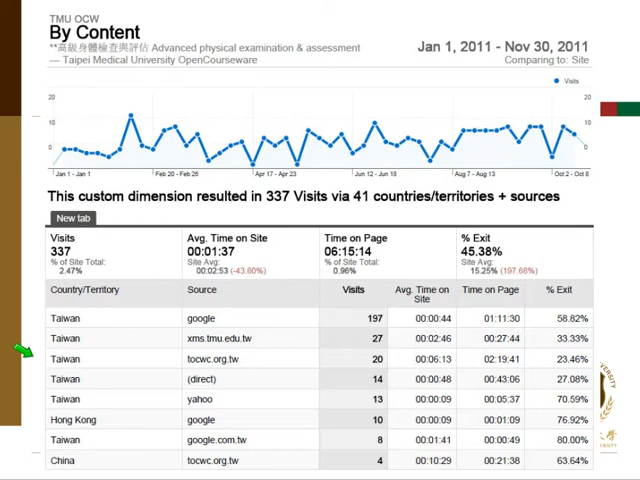 TMU OCW
By Content
**高級身體檢查與評估 Advanced physical examination & assessment
— Taipei Medical University OpenCourseware
Jan 1, 2011 - Nov 30, 2011
Comparing to: Site
Visits
20 20
10 10
0 0
Jan 1 - Jan 1 Feb 20 - Feb 26 Apr 17 - Apr 23 Jun 12 - Jun 18 Aug 7 - Aug 13 Oct 2 - Oct 8
This custom dimension resulted in 337 Visits via 41 countries/territories + sources
New tab
Visits Avg. Time on Site Time on Page % Exit
337 00:01:37 06:15:14 45.38%
% of Site Total: Site Avg: % of Site Total: Site Avg:
2.47% 00:02:53 (-43.80%) 0.96% 15.25% (197.68%)
Country/Territory Source Visits Avg. Time on Site Time on Page % Exit
Taiwan google 197 00:00:44 01:11:30 58.82%
Taiwan xms.tmu.edu.tw 27 00:02:46 00:27:44 33.33%
Taiwan tocwc.org.tw 20 00:06:13 02:19:41 23.46%
Taiwan (direct) 14 00:00:48 00:43:06 27.08%
Taiwan yahoo 13 00:00:09 00:05:37 70.59%
Hong Kong google 10 00:00:09 00:01:09 76.92%
Taiwan google.com.tw 8 00:01:41 00:00:49 80.00%
China tocwc.org.tw 4 00:10:29 00:21:38 63.64%